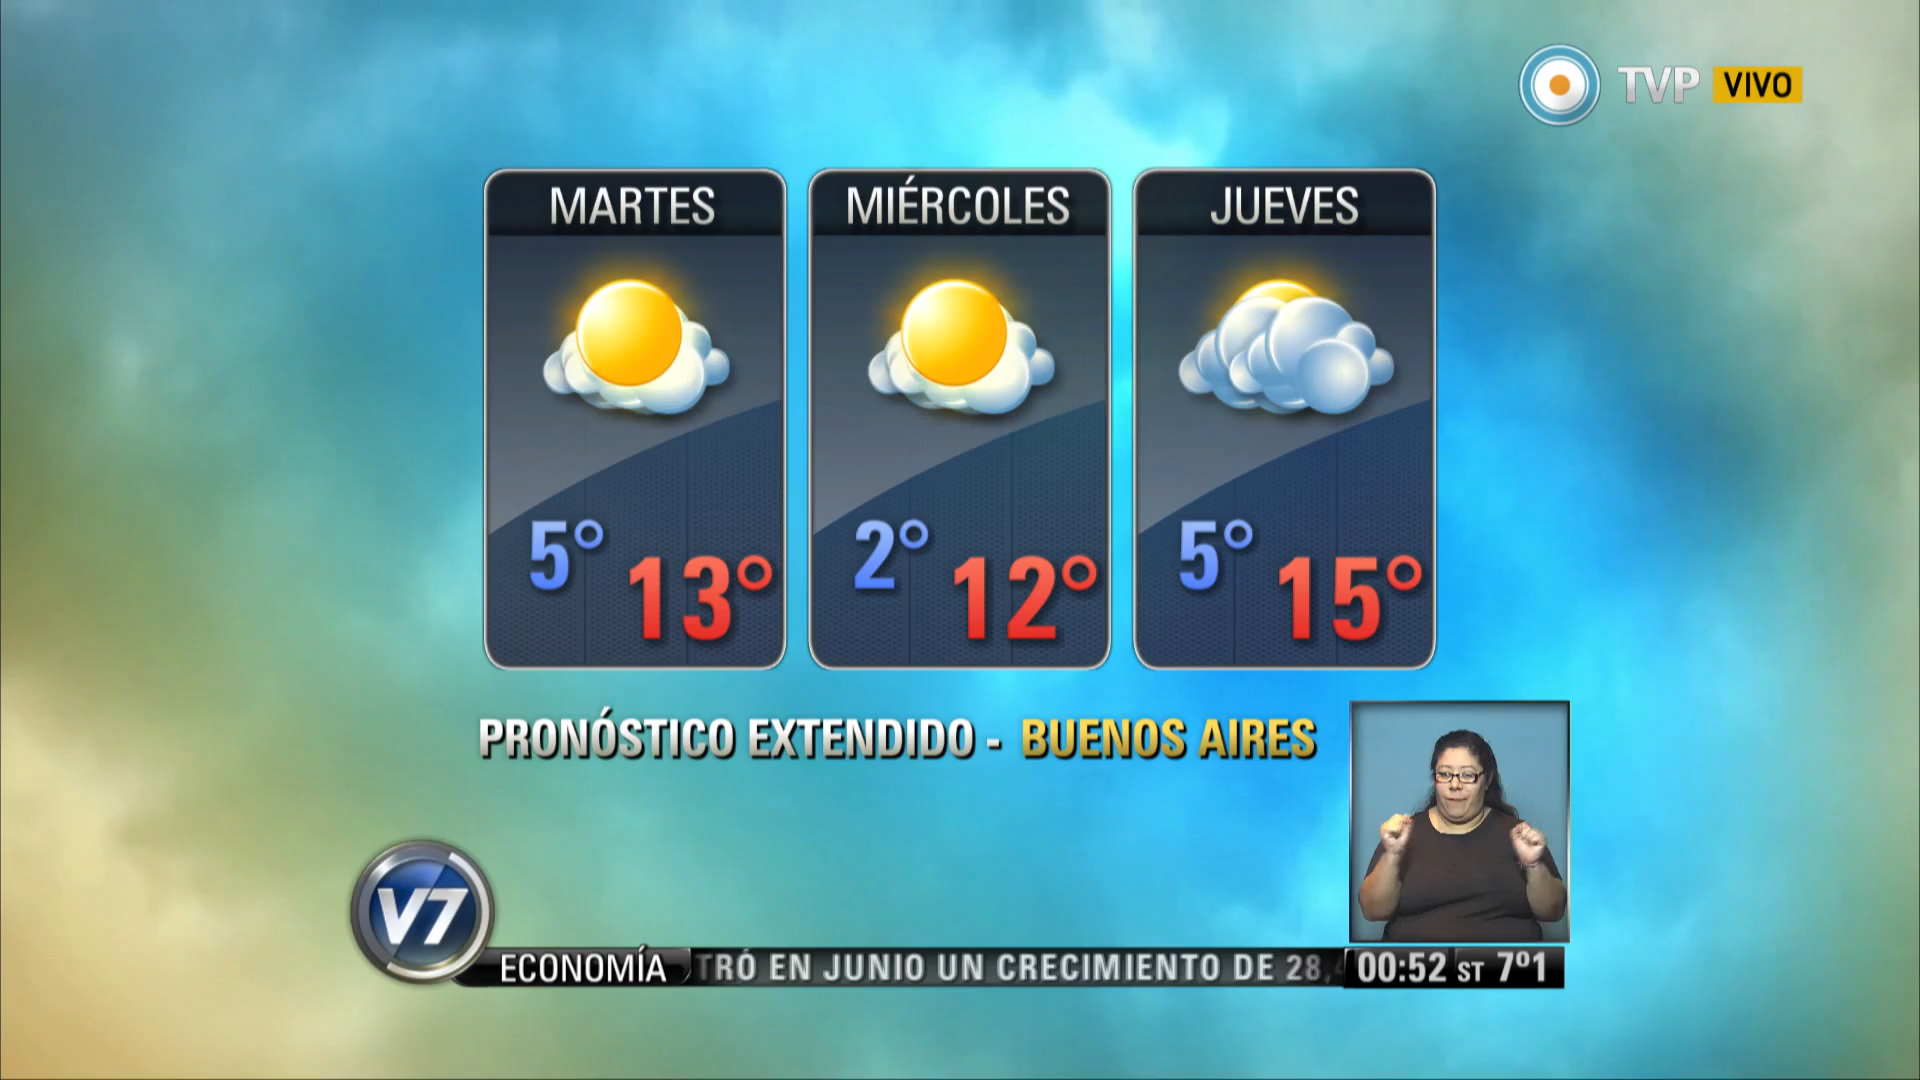 TVP VIVO
MARTES
MIÉRCOLES
JUEVES
5° 13°
2° 12°
5° 15°
PRONÓSTICO EXTENDIDO - BUENOS AIRES
V7
ECONOMÍA TRÓ EN JUNIO UN CRECIMIENTO DE 28,4 00:52 ST 7º1